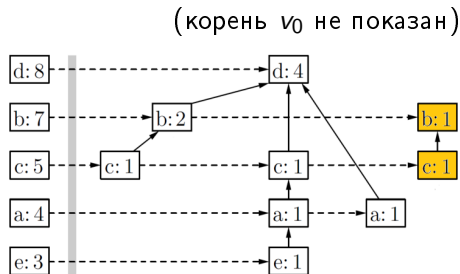 (корень v₀ не показан)
d: 8 d: 4
b: 7 b: 2 b: 1
c: 5 c: 1 c: 1 c: 1
a: 4 a: 1 a: 1
e: 3 e: 1